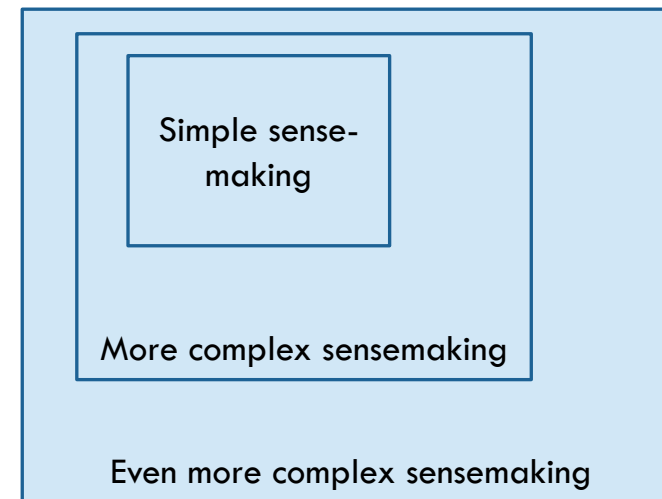 Simple sense-
making
More complex sensemaking
Even more complex sensemaking